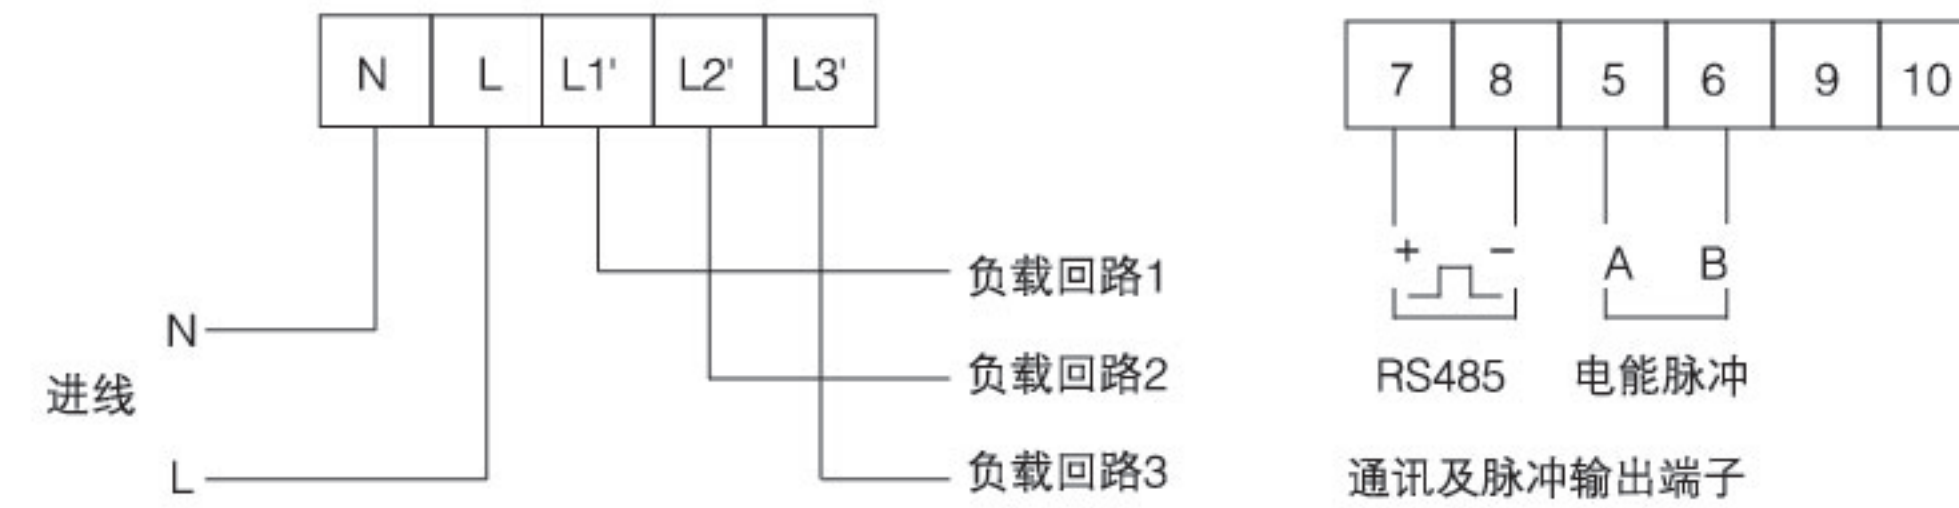 N L L1' L2' L3'
负载回路1
N
进线
负载回路2
L
负载回路3
7 8 5 6 9 10
+ − A B
RS485 电能脉冲
通讯及脉冲输出端子